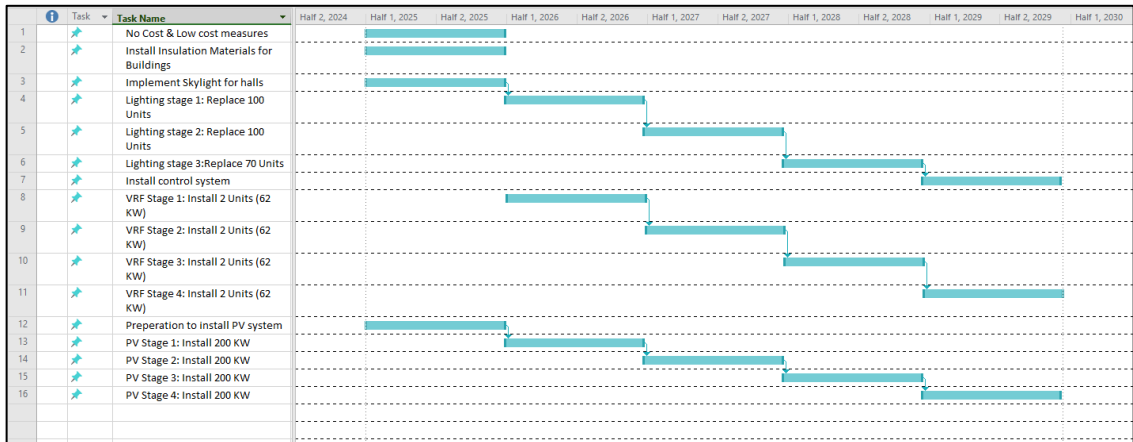 Task Task Name Half 2, 2024 Half 1, 2025 Half 2, 2025 Half 1, 2026 Half 2, 2026 Half 1, 2027 Half 2, 2027 Half 1, 2028 Half 2, 2028 Half 1, 2029 Half 2, 2029 Half 1, 2030
1 No Cost & Low cost measures
2 Install Insulation Materials for
Buildings
3 Implement Skylight for halls
4 Lighting stage 1: Replace 100
Units
5 Lighting stage 2: Replace 100
Units
6 Lighting stage 3:Replace 70 Units
7 Install control system
8 VRF Stage 1: Install 2 Units (62
KW)
9 VRF Stage 2: Install 2 Units (62
KW)
10 VRF Stage 3: Install 2 Units (62
KW)
11 VRF Stage 4: Install 2 Units (62
KW)
12 Preperation to install PV system
13 PV Stage 1: Install 200 KW
14 PV Stage 2: Install 200 KW
15 PV Stage 3: Install 200 KW
16 PV Stage 4: Install 200 KW